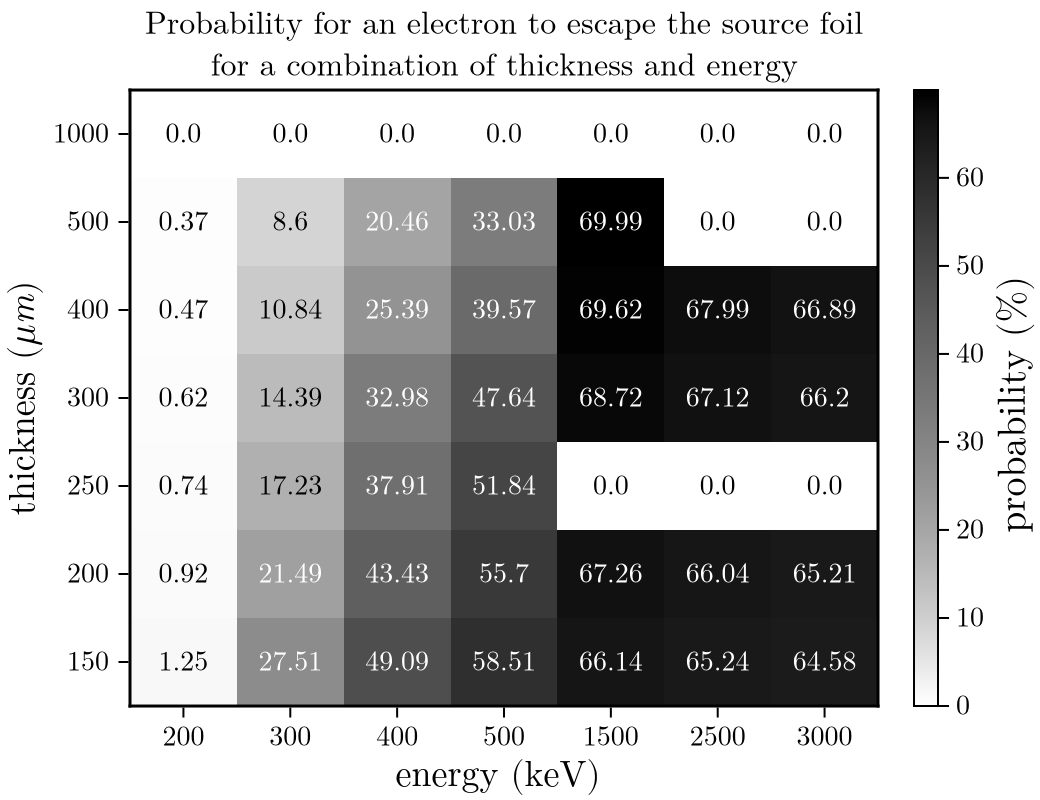 Probability for an electron to escape the source foil
for a combination of thickness and energy
thickness (μm)
1000 0.0 0.0 0.0 0.0 0.0 0.0 0.0
500 0.37 8.6 20.46 33.03 69.99 0.0 0.0
400 0.47 10.84 25.39 39.57 69.62 67.99 66.89
300 0.62 14.39 32.98 47.64 68.72 67.12 66.2
250 0.74 17.23 37.91 51.84 0.0 0.0 0.0
200 0.92 21.49 43.43 55.7 67.26 66.04 65.21
150 1.25 27.51 49.09 58.51 66.14 65.24 64.58
200 300 400 500 1500 2500 3000
energy (keV)
60
50
40
30
20
10
0
probability (%)